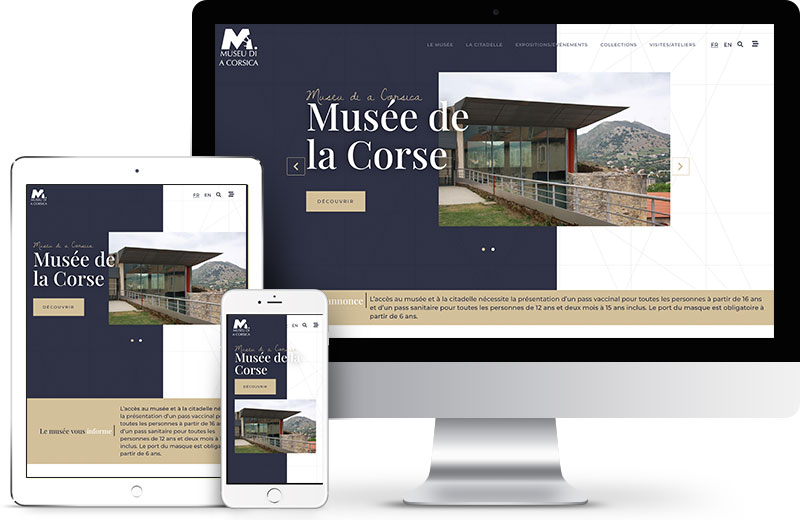 MUSEU DI
A CORSICA
LE MUSÉE LA CITADELLE EXPOSITIONS/ÉVÉNEMENTS COLLECTIONS VISITES/ATELIERS FR EN
Museu di a Corsica
Musée de
la Corse
DÉCOUVRIR
annonce
L'accès au musée et à la citadelle nécessite la présentation d'un pass vaccinal pour toutes les personnes à partir de 16 ans
et d'un pass sanitaire pour toutes les personnes de 12 ans et deux mois à 15 ans inclus. Le port du masque est obligatoire à
partir de 6 ans.
MUSEU DI
A CORSICA
FR EN
Museu di a Corsica
Musée de
la Corse
DÉCOUVRIR
Le musée vous informe
L'accès au musée et à la citadelle
la présentation d'un pass vaccinal p
toutes les personnes à partir de 16
d'un pass sanitaire pour toutes les
personnes de 12 ans et deux mois à
inclus. Le port du masque est obligat
partir de 6 ans.
MUSEU DI
A CORSICA
EN
Museu di a Corsica
Musée de la
Corse
DÉCOUVRIR